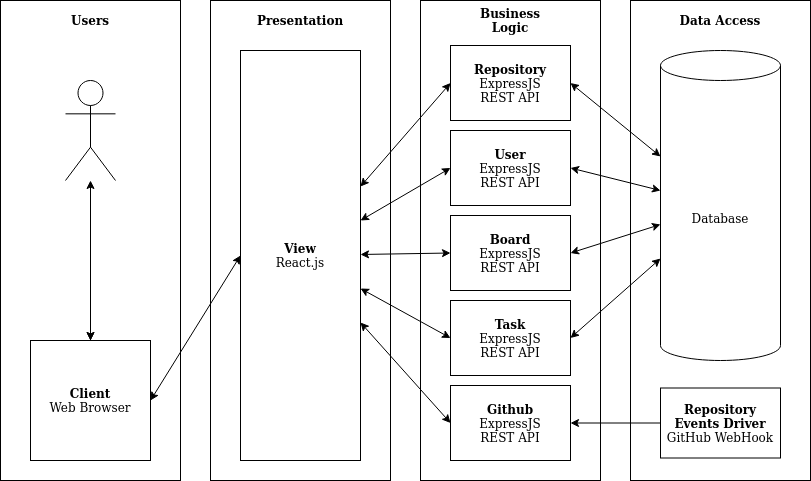 Users
Client
Web Browser
Presentation
View
React.js
Business
Logic
Repository
ExpressJS
REST API
User
ExpressJS
REST API
Board
ExpressJS
REST API
Task
ExpressJS
REST API
Github
ExpressJS
REST API
Data Access
Database
Repository
Events Driver
GitHub WebHook